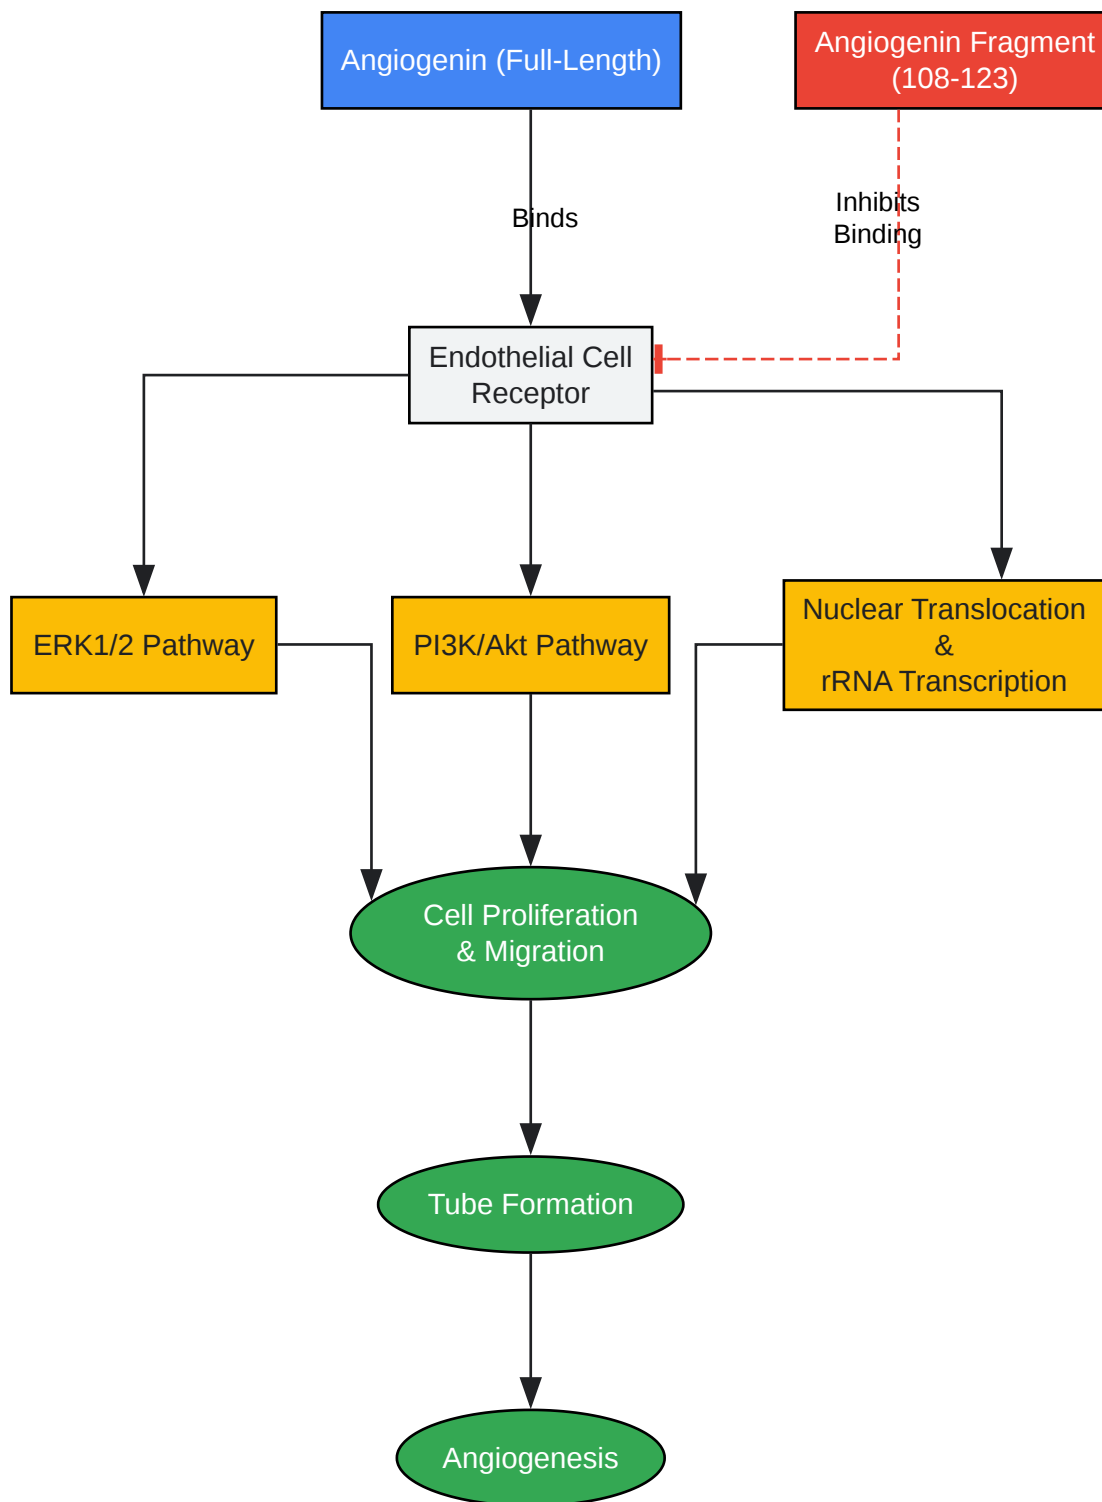 Angiogenin (Full-Length)
Angiogenin Fragment
(108-123)
Binds
Inhibits
Binding
Endothelial Cell
Receptor
ERK1/2 Pathway
PI3K/Akt Pathway
Nuclear Translocation
&
rRNA Transcription
Cell Proliferation
& Migration
Tube Formation
Angiogenesis